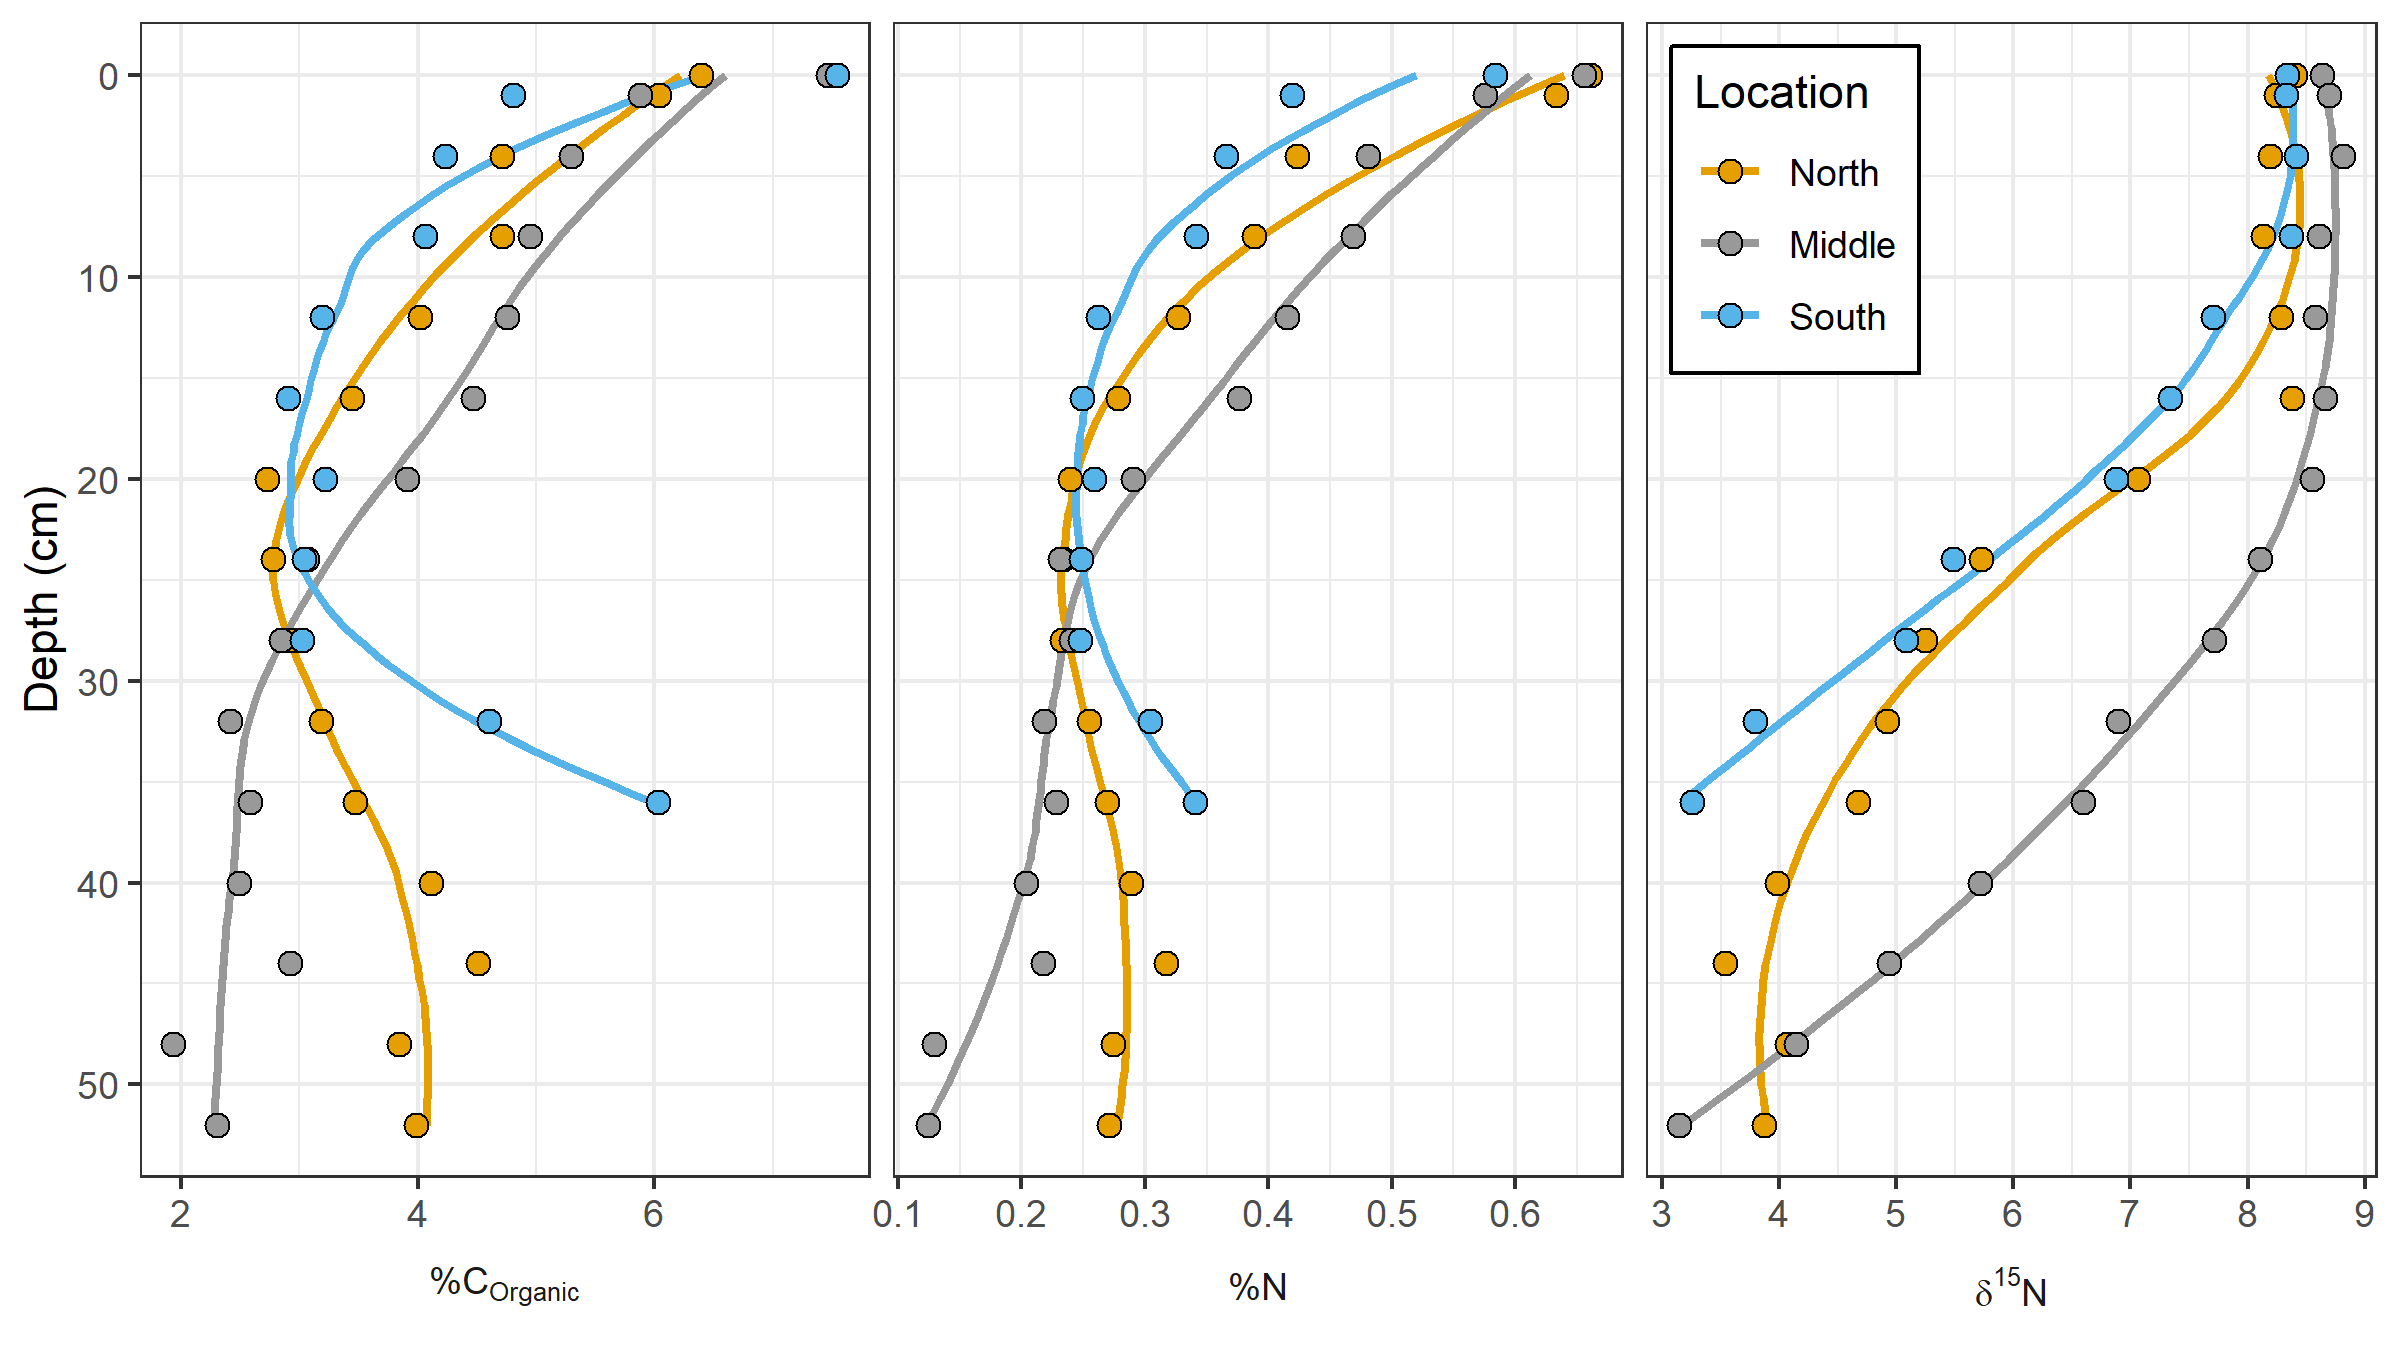 Depth (cm)
0
10
20
30
40
50
2 4 6
%C_Organic
0.1 0.2 0.3 0.4 0.5 0.6
%N
Location
North
Middle
South
3 4 5 6 7 8 9
δ¹⁵N